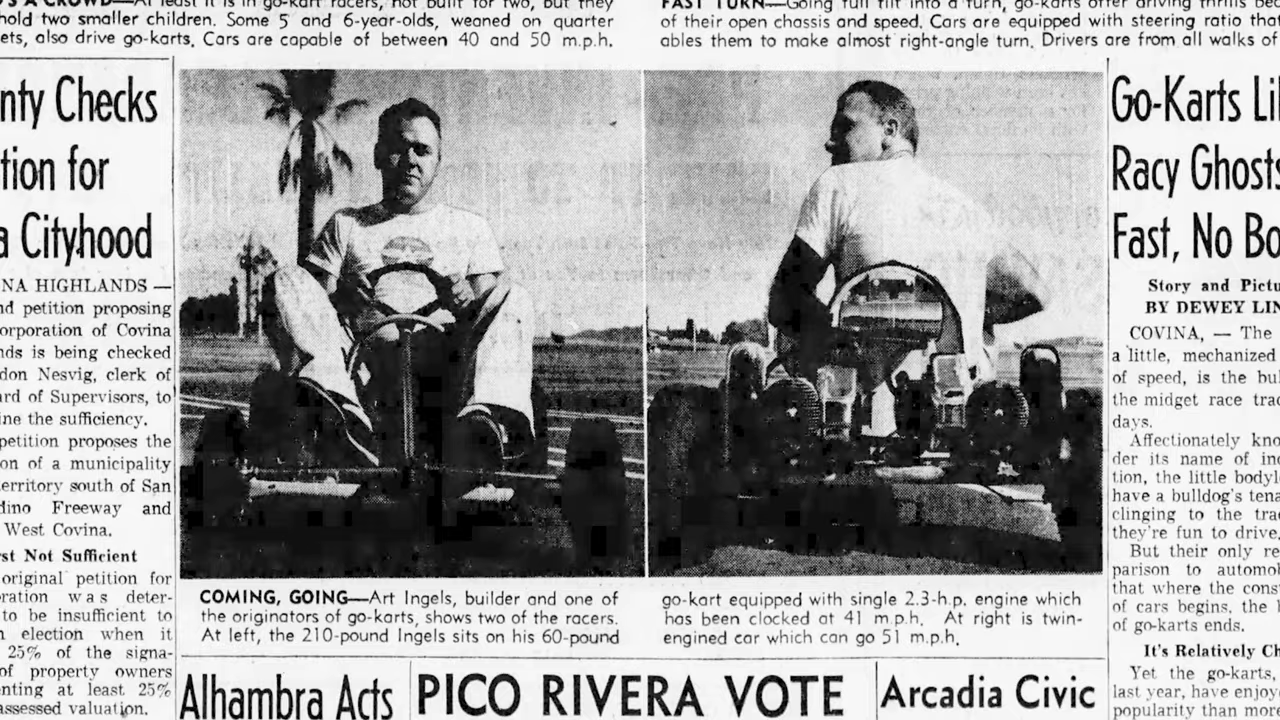 S A CROWD—At least it is in go-kart racers, not built for two, but they
hold two smaller children. Some 5 and 6-year-olds, weaned on quarter
ets, also drive go-karts. Cars are capable of between 40 and 50 m.p.h.
FAST TURN—Going full tilt into a turn, go-karts offer driving thrills bec
of their open chassis and speed. Cars are equipped with steering ratio tha
ables them to make almost right-angle turn. Drivers are from all walks of
nty Checks
tion for
a Cityhood
NA HIGHLANDS —
nd petition proposing
orporation of Covina
nds is being checked
don Nesvig, clerk of
ard of Supervisors, to
ine the sufficiency.
petition proposes the
on of a municipality
territory south of San
dino Freeway and
West Covina.
rst Not Sufficient
original petition for
oration was deter-
to be insufficient to
n election when it
25% of the signa-
of property owners
enting at least 25%
assessed valuation.
COMING, GOING—Art Ingels, builder and one of
the originators of go-karts, shows two of the racers.
At left, the 210-pound Ingels sits on his 60-pound
go-kart equipped with single 2.3-h.p. engine which
has been clocked at 41 m.p.h. At right is twin-
engined car which can go 51 m.p.h.
Alhambra Acts
PICO RIVERA VOTE
Arcadia Civic
Go-Karts Li
Racy Ghosts
Fast, No Bo
Story and Pictu
BY DEWEY LIN
COVINA, — The
a little, mechanized
of speed, is the bul
the midget race trac
days.
Affectionately kno
der its name of inc
tion, the little bodyl
have a bulldog's tena
clinging to the trac
they're fun to drive.
But their only re
parison to automob
that where the cons
of cars begins, the
of go-karts ends.
It's Relatively Ch
Yet the go-karts,
last year, have enjoy
popularity than more